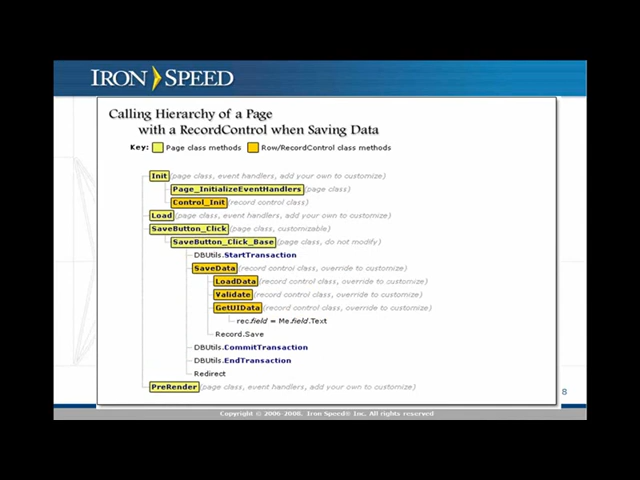 IRON SPEED
Calling Hierarchy of a Page
with a RecordControl when Saving Data
Key: Page class methods Row/RecordControl class methods
Init (page class, event handlers, add your own to customize)
Page_InitializeEventHandlers (page class)
Control_Init (record control class)
Load (page class, event handlers, add your own to customize)
SaveButton_Click (page class, customizable)
SaveButton_Click_Base (page class, do not modify)
DBUtils.StartTransaction
SaveData (record control class, override to customize)
LoadData (record control class, override to customize)
Validate (record control class, override to customize)
GetUIData (record control class, override to customize)
rec.field = Me.field.Text
Record.Save
DBUtils.CommitTransaction
DBUtils.EndTransaction
Redirect
PreRender (page class, event handlers, add your own to customize)
8
Copyright © 2006-2008. Iron Speed® Inc. All rights reserved